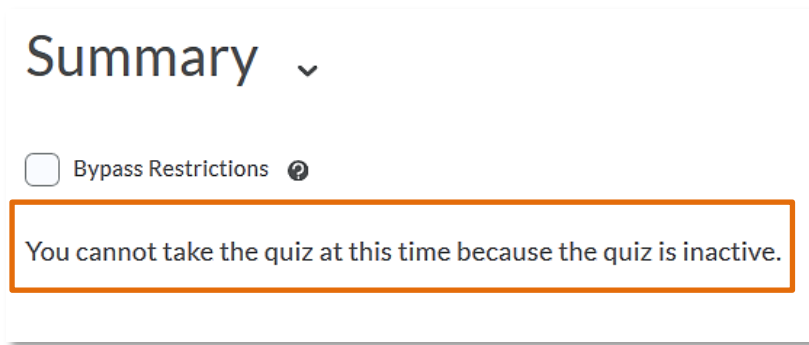 Summary
Bypass Restrictions
You cannot take the quiz at this time because the quiz is inactive.